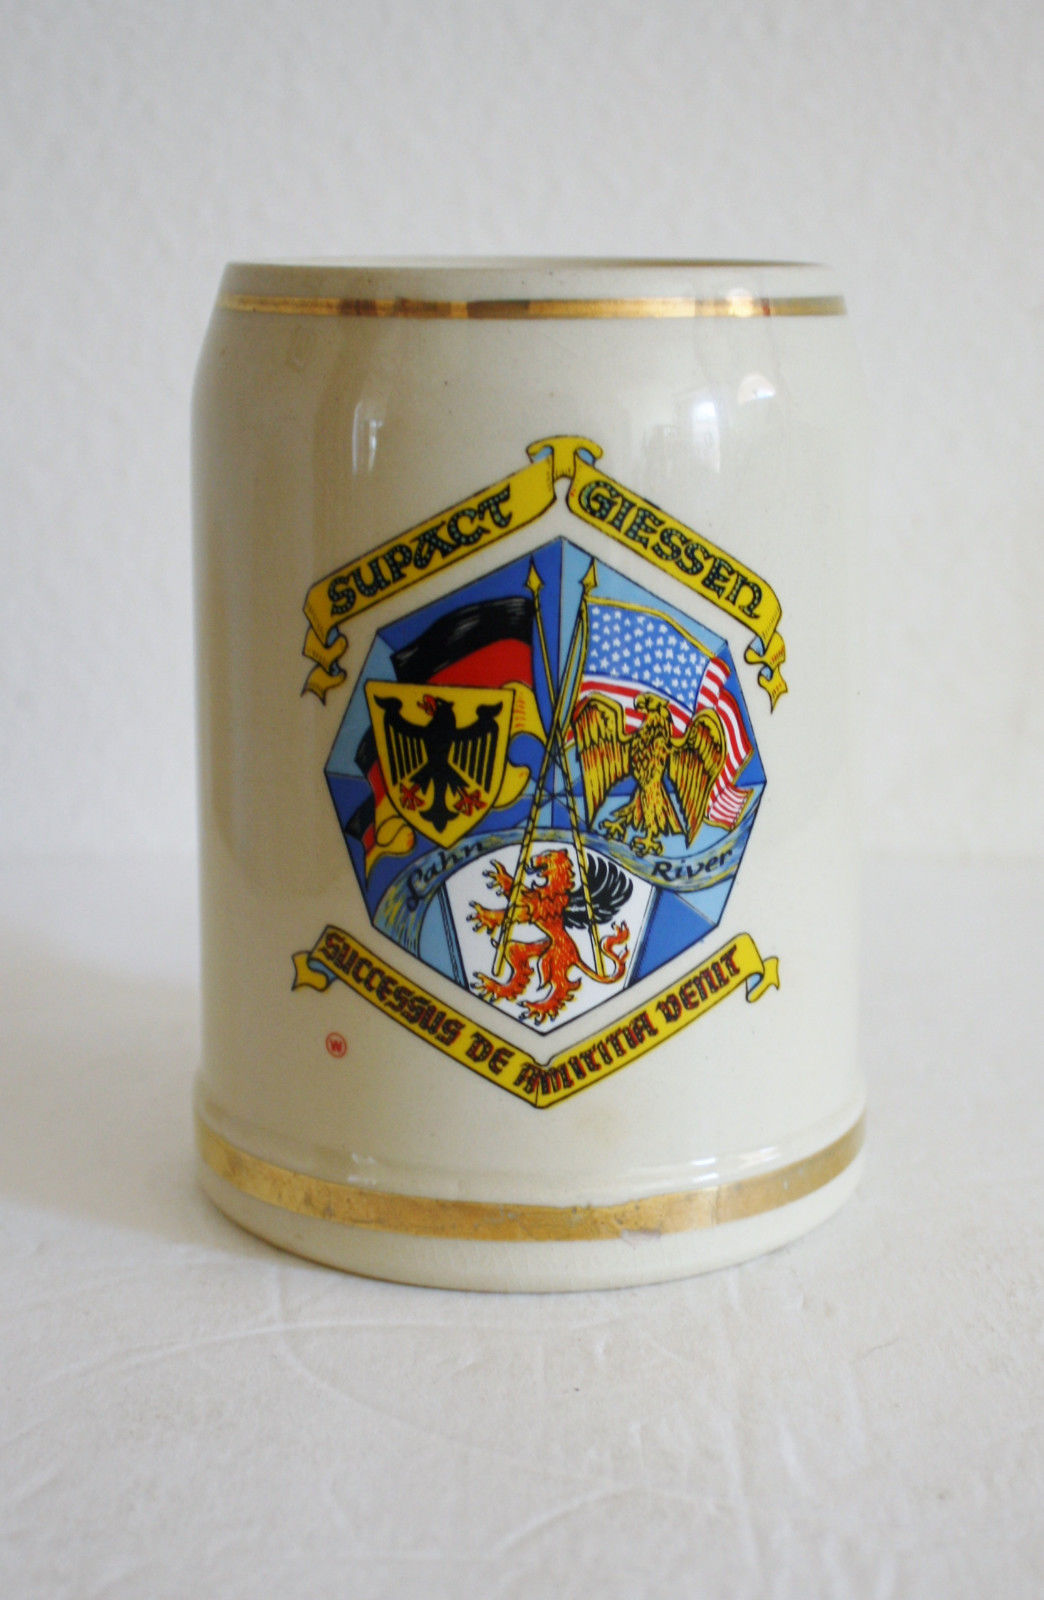 SUPACT GIESSEN
Lahn River
SUCCESSUS DE AMICITIA VENIT
W